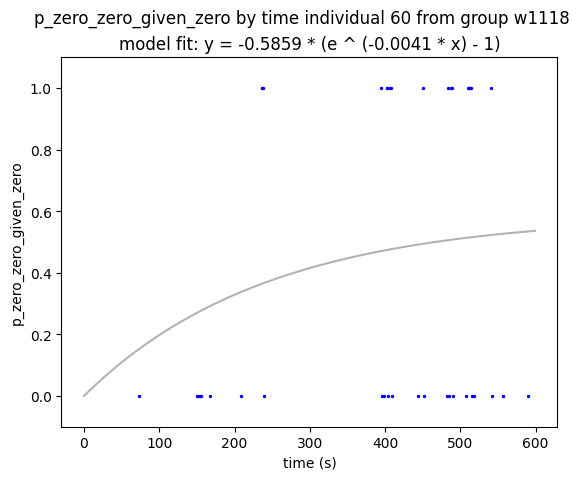 p_zero_zero_given_zero by time individual 60 from group w1118
model fit: y = -0.5859 * (e ^ (-0.0041 * x) - 1)
1.0
0.8
0.6
0.4
0.2
0.0
p_zero_zero_given_zero
0 100 200 300 400 500 600
time (s)